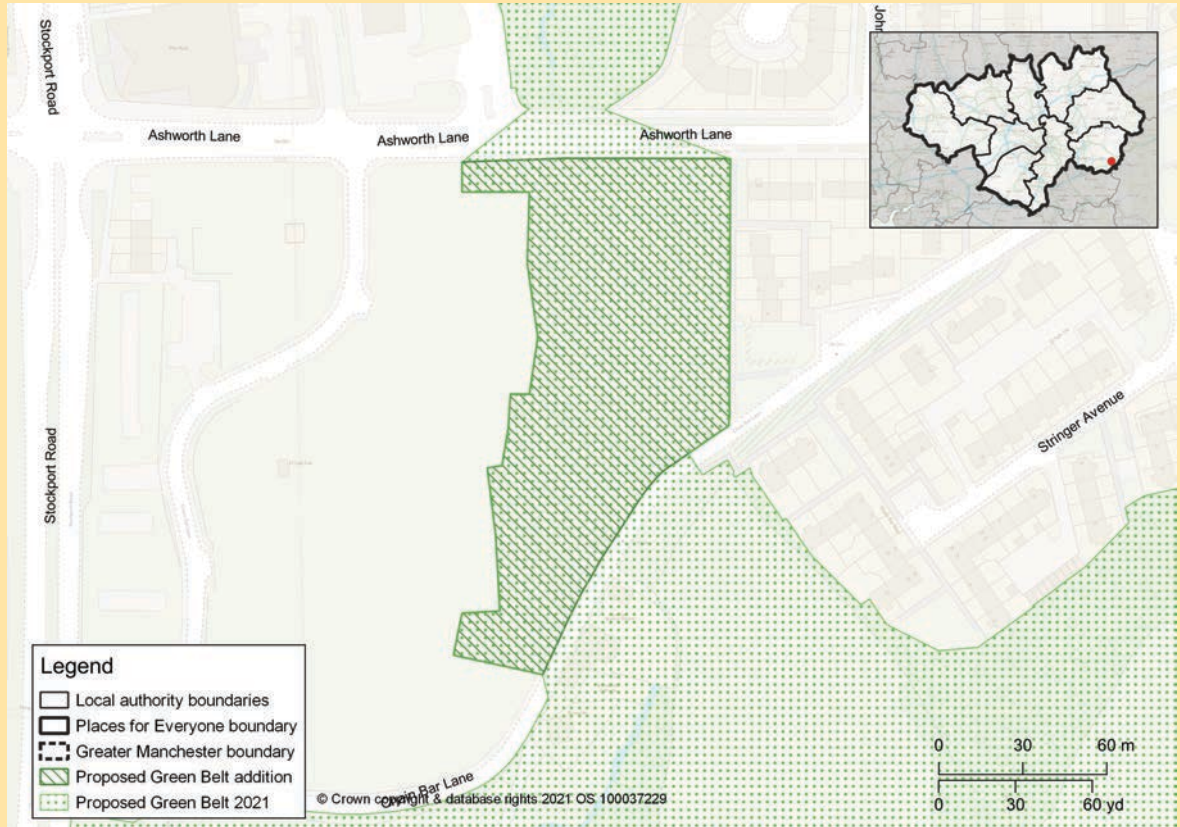 Stockport Road
John
Ashworth Lane
Ashworth Lane
Ashworth Lane
Stringer Avenue
Stockport Road
Legend
Local authority boundaries
Places for Everyone boundary
Greater Manchester boundary
Proposed Green Belt addition
Proposed Green Belt 2021
Chain Bar Lane
© Crown copyright & database rights 2021 OS 100037229
0 30 60 m
0 30 60 yd